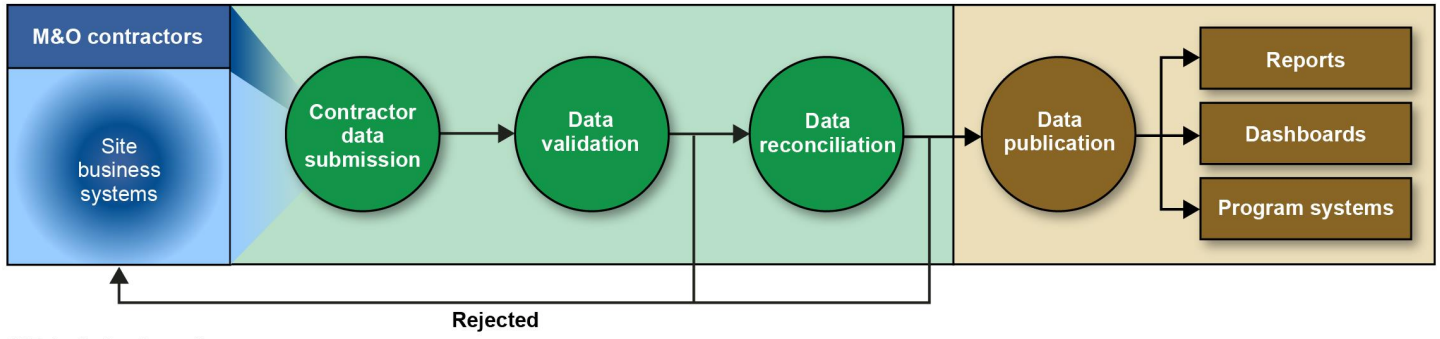 M&O contractors
Site
business
systems
Contractor
data
submission
Data
validation
Data
reconciliation
Data
publication
Reports
Dashboards
Program systems
Rejected